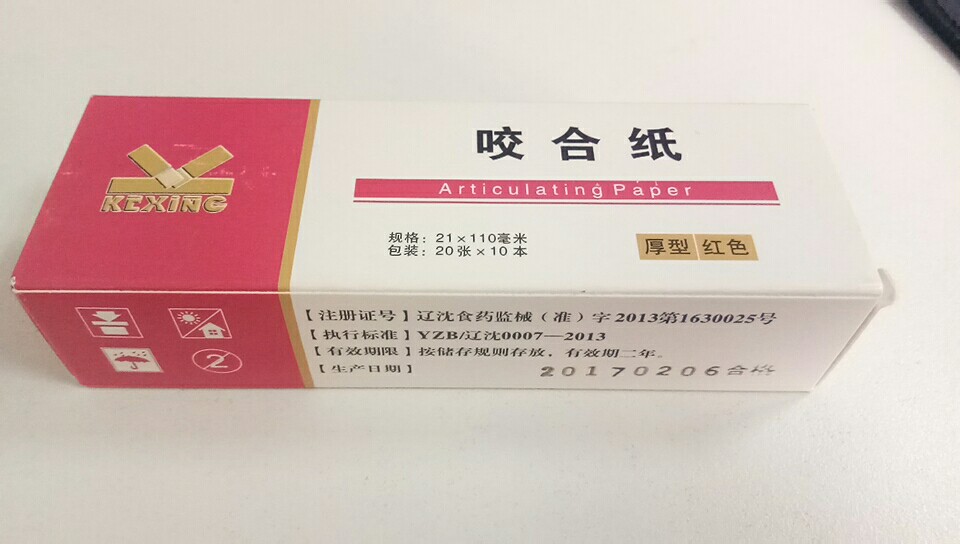 KEXING
咬合纸
Articulating Paper
规格：21×110毫米
包装：20张×10本
厚型 红色
【注册证号】辽沈食药监械（准）字2013第1630025号
【执行标准】YZB/辽沈0007—2013
【有效期限】按储存规则存放，有效期二年。
【生产日期】 20170206合格
2